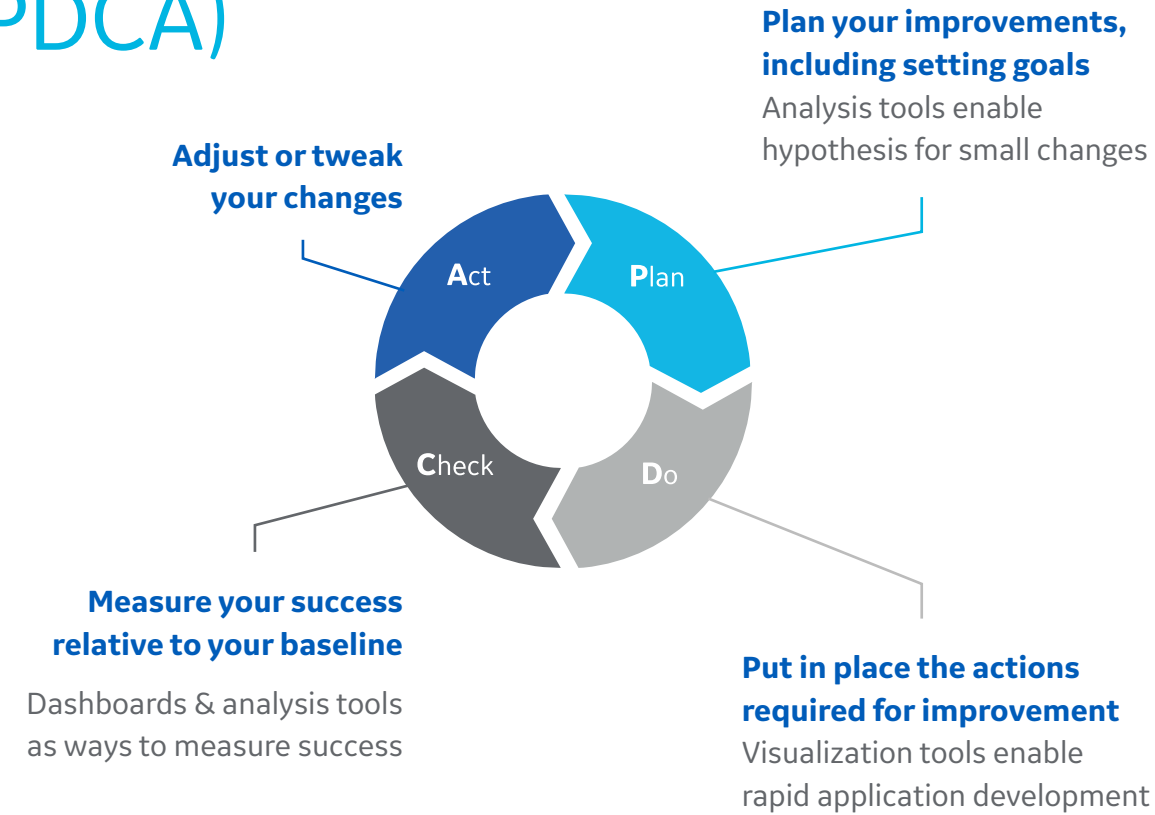 PDCA)
Plan your improvements,
including setting goals
Analysis tools enable
hypothesis for small changes
Adjust or tweak
your changes
Act
Plan
Check
Do
Measure your success
relative to your baseline
Dashboards & analysis tools
as ways to measure success
Put in place the actions
required for improvement
Visualization tools enable
rapid application development